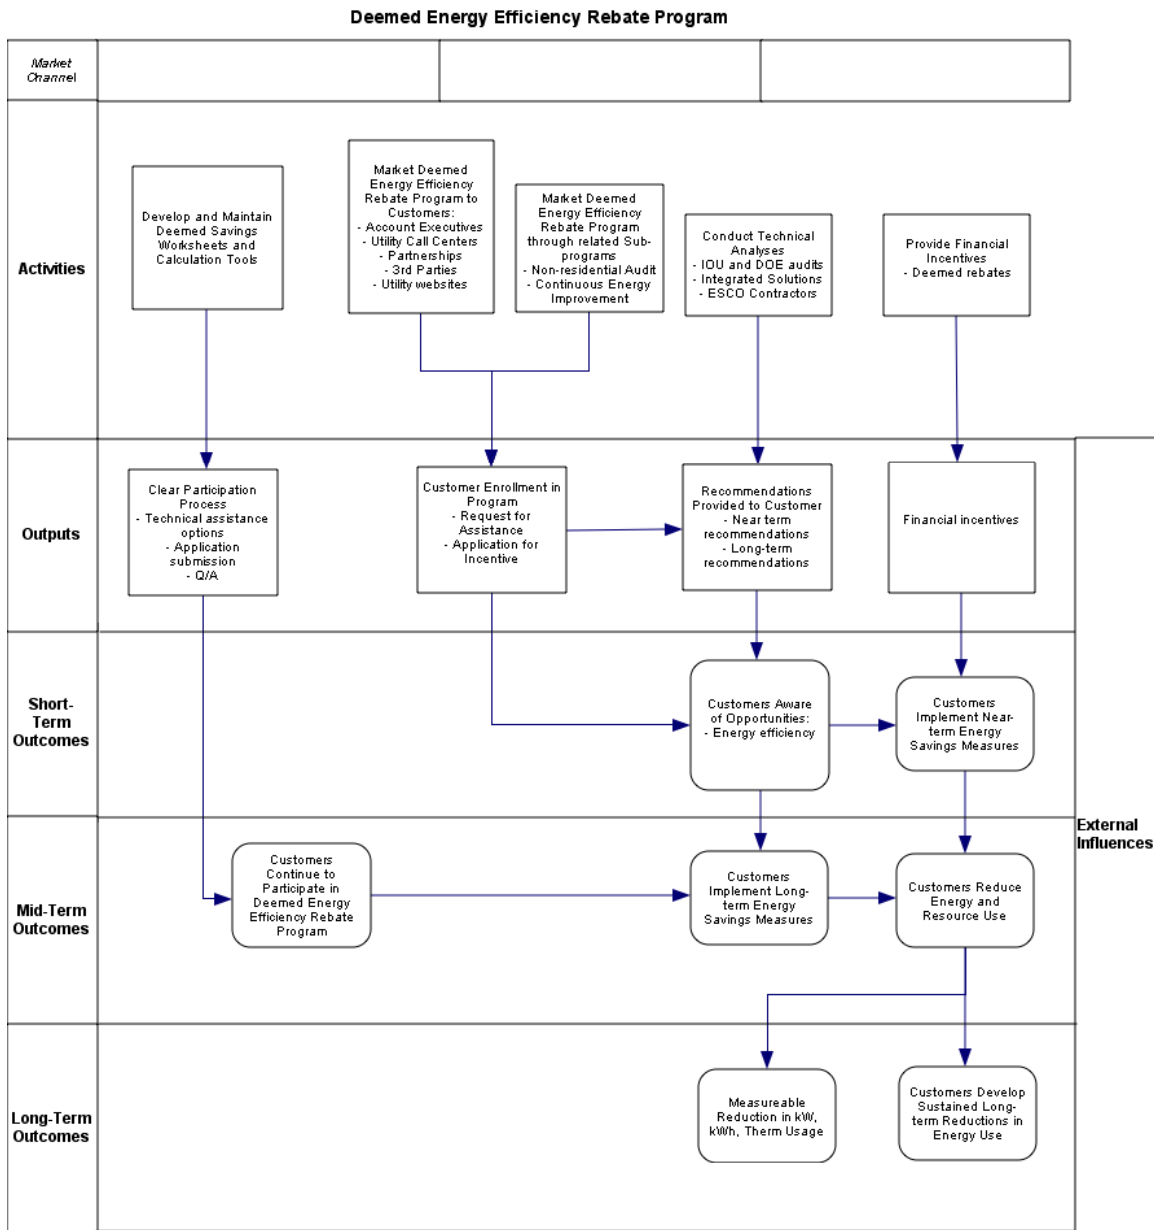 Deemed Energy Efficiency Rebate Program
Market
Channel
Activities
Develop and Maintain
Deemed Savings
Worksheets and
Calculation Tools
Market Deemed
Energy Efficiency
Rebate Program to
Customers:
- Account Executives
- Utility Call Centers
- Partnerships
- 3rd Parties
- Utility websites
Market Deemed
Energy Efficiency
Rebate Program
through related Sub-
programs
- Non-residential Audit
- Continuous Energy
Improvement
Conduct Technical
Analyses
- IOU and DOE audits
- Integrated Solutions
- ESCO Contractors
Provide Financial
Incentives
- Deemed rebates
Outputs
Clear Participation
Process
- Technical assistance
options
- Application
submission
- Q/A
Customer Enrollment in
Program
- Request for
Assistance
- Application for
Incentive
Recommendations
Provided to Customer
- Near term
recommendations
- Long-term
recommendations
Financial incentives
Short-
Term
Outcomes
Customers Aware
of Opportunities:
- Energy efficiency
Customers
Implement Near-
term Energy
Savings Measures
External
Influences
Mid-Term
Outcomes
Customers
Continue to
Participate in
Deemed Energy
Efficiency Rebate
Program
Customers
Implement Long-
term Energy
Savings Measures
Customers Reduce
Energy and
Resource Use
Long-Term
Outcomes
Measureable
Reduction in kW,
kWh, Therm Usage
Customers Develop
Sustained Long-
term Reductions in
Energy Use